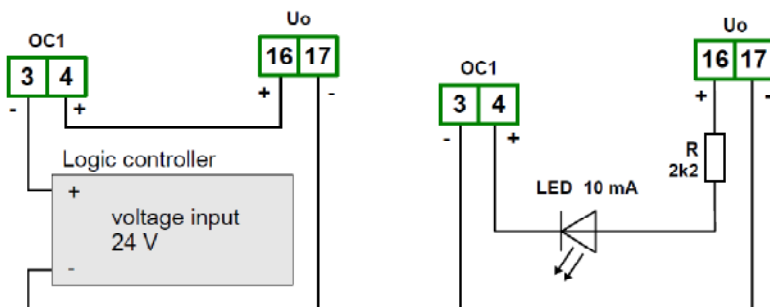 OC1
3 4
- +
Uo
16 17
+ -
Logic controller
+
voltage input
24 V
-
OC1
3 4
- +
Uo
16 17
+ -
R
2k2
LED 10 mA